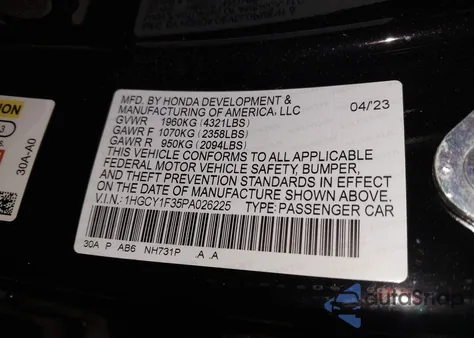 MFD. BY HONDA DEVELOPMENT &
MANUFACTURING OF AMERICA, LLC 04/'23
GVWR 1960KG (4321LBS)
GAWR F 1070KG (2358LBS)
GAWR R 950KG (2094LBS)
THIS VEHICLE CONFORMS TO ALL APPLICABLE
FEDERAL MOTOR VEHICLE SAFETY, BUMPER,
AND THEFT PREVENTION STANDARDS IN EFFECT
ON THE DATE OF MANUFACTURE SHOWN ABOVE.
V.I.N.: 1HGCY1F35PA026225 TYPE: PASSENGER CAR
30A P AB6 NH731P .A .A
30A-A0
3
autoSnap